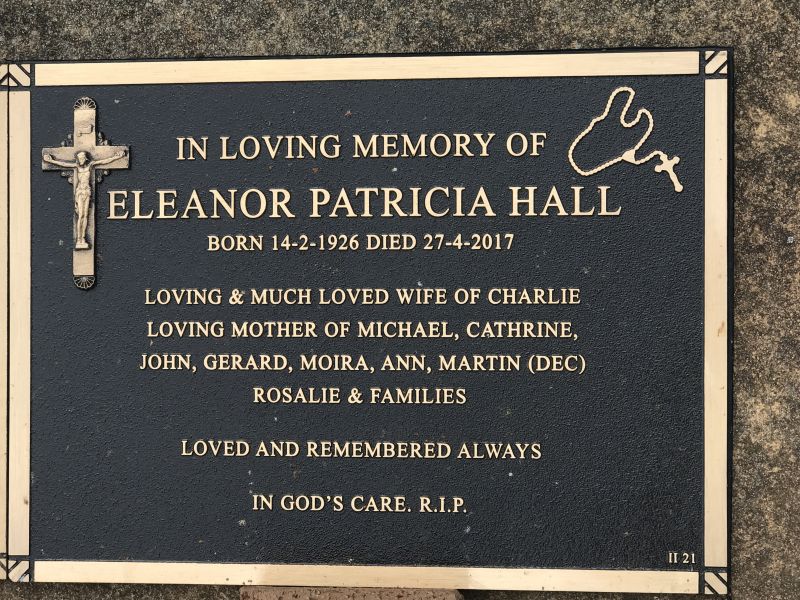 IN LOVING MEMORY OF
ELEANOR PATRICIA HALL
BORN 14-2-1926 DIED 27-4-2017
LOVING & MUCH LOVED WIFE OF CHARLIE
LOVING MOTHER OF MICHAEL, CATHRINE,
JOHN, GERARD, MOIRA, ANN, MARTIN (DEC)
ROSALIE & FAMILIES
LOVED AND REMEMBERED ALWAYS
IN GOD'S CARE. R.I.P.
II 21